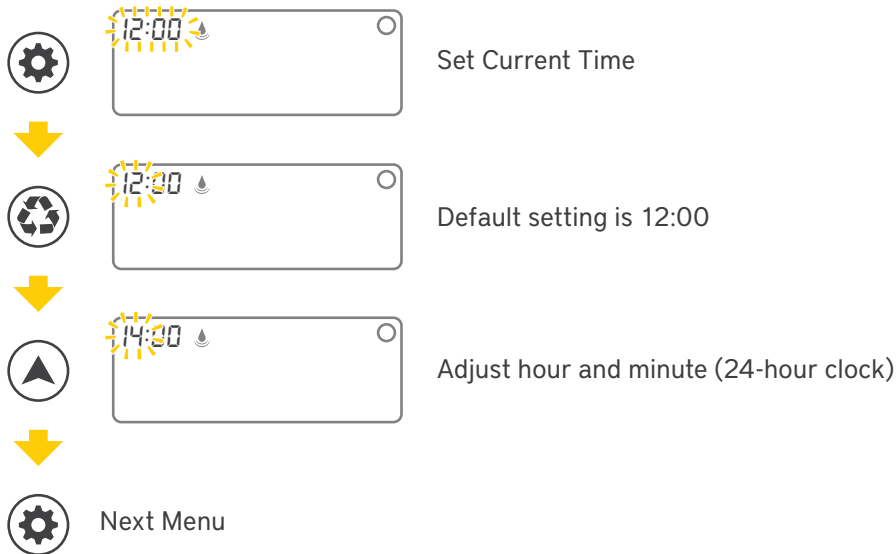 12:00
Set Current Time
12:00
Default setting is 12:00
14:00
Adjust hour and minute (24-hour clock)
Next Menu